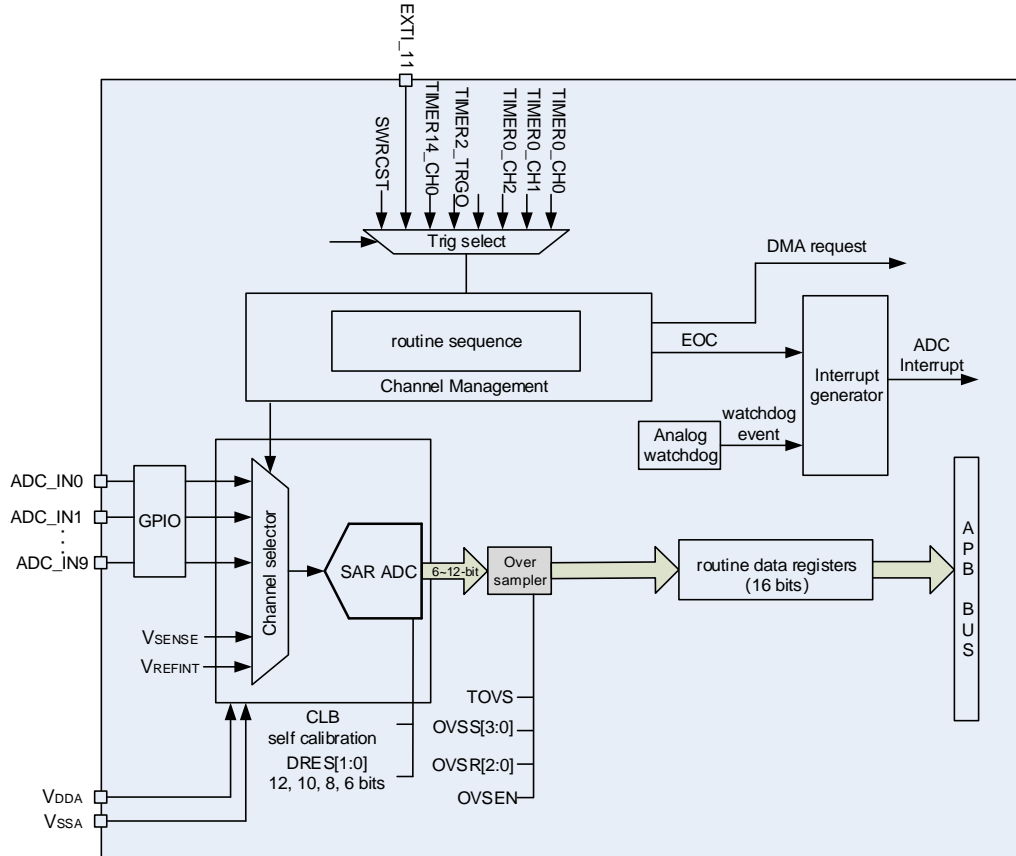 EXTI_11
SWRCST
TIMER14_CH0
TIMER2_TRGO
TIMER0_CH2
TIMER0_CH1
TIMER0_CH0
Trig select
DMA request
routine sequence
Channel Management
EOC
Interrupt
generator
ADC
Interrupt
watchdog
event
Analog
watchdog
ADC_IN0
ADC_IN1
ADC_IN9
GPIO
Channel selector
SAR ADC
6~12-bit
Over
sampler
routine data registers
(16 bits)
APB BUS
VSENSE
VREFINT
CLB
self calibration
DRES[1:0]
12, 10, 8, 6 bits
TOVS
OVSS[3:0]
OVSR[2:0]
OVSEN
VDDA
VSSA